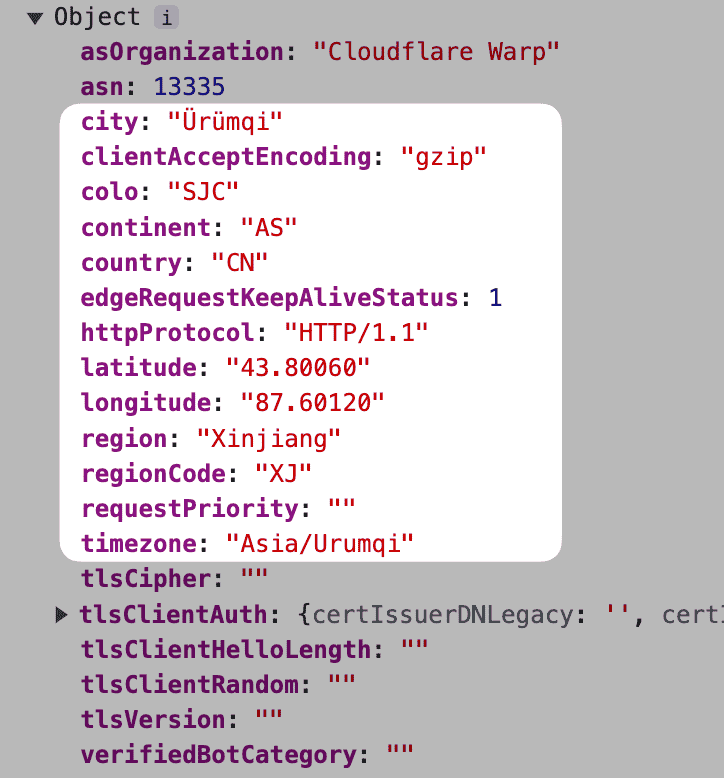 Object i
asOrganization: "Cloudflare Warp"
asn: 13335
city: "Ürümqi"
clientAcceptEncoding: "gzip"
colo: "SJC"
continent: "AS"
country: "CN"
edgeRequestKeepAliveStatus: 1
httpProtocol: "HTTP/1.1"
latitude: "43.80060"
longitude: "87.60120"
region: "Xinjiang"
regionCode: "XJ"
requestPriority: ""
timezone: "Asia/Urumqi"
tlsCipher: ""
tlsClientAuth: {certIssuerDNLegacy: '', certI
tlsClientHelloLength: ""
tlsClientRandom: ""
tlsVersion: ""
verifiedBotCategory: ""